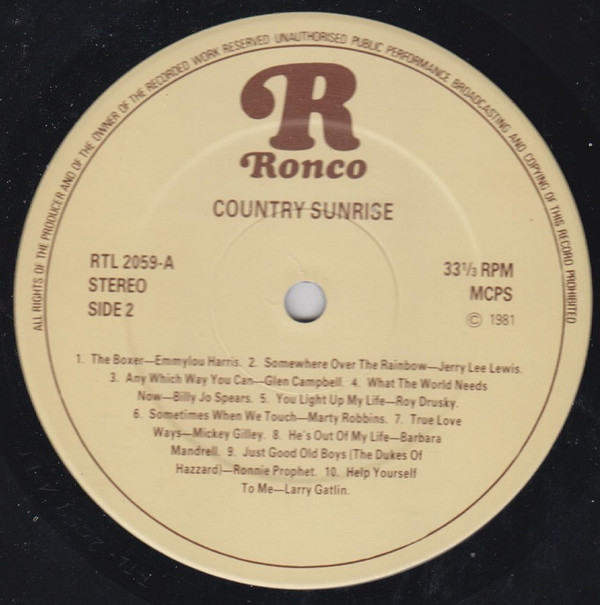 ALL RIGHTS OF THE PRODUCER AND OF THE OWNER OF THE RECORDED WORK RESERVED UNAUTHORISED PUBLIC PERFORMANCE BROADCASTING AND COPYING OF THIS RECORD PROHIBITED
R
Ronco
COUNTRY SUNRISE
RTL 2059-A
STEREO
SIDE 2
33⅓ RPM
MCPS
© 1981
1. The Boxer—Emmylou Harris. 2. Somewhere Over The Rainbow—Jerry Lee Lewis.
3. Any Which Way You Can—Glen Campbell. 4. What The World Needs
Now—Billy Jo Spears. 5. You Light Up My Life—Roy Drusky.
6. Sometimes When We Touch—Marty Robbins. 7. True Love
Ways—Mickey Gilley. 8. He's Out Of My Life—Barbara
Mandrell. 9. Just Good Old Boys (The Dukes Of
Hazzard)—Ronnie Prophet. 10. Help Yourself
To Me—Larry Gatlin.